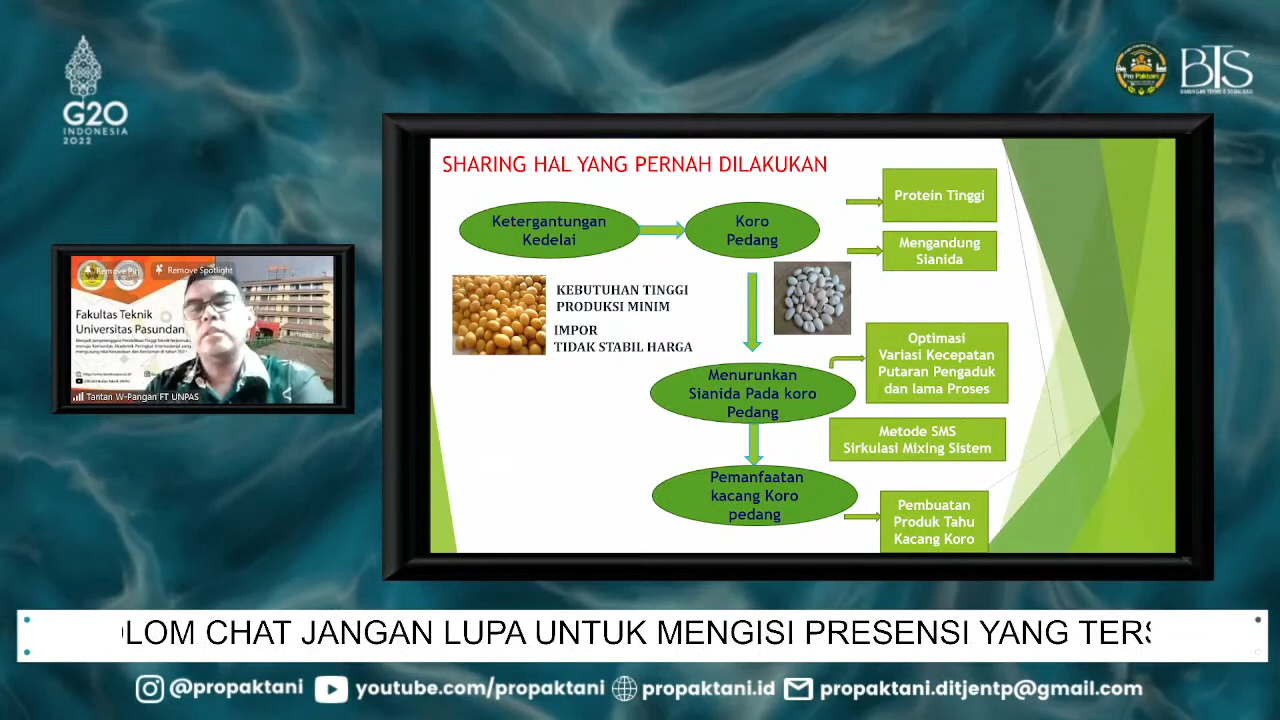 G20
INDONESIA
2022
Pro Paktani
BTS
SHARING HAL YANG PERNAH DILAKUKAN
Ketergantungan
Kedelai
Koro
Pedang
Protein Tinggi
Mengandung
Sianida
KEBUTUHAN TINGGI
PRODUKSI MINIM
IMPOR
TIDAK STABIL HARGA
Menurunkan
Sianida Pada koro
Pedang
Optimasi
Variasi Kecepatan
Putaran Pengaduk
dan lama Proses
Metode SMS
Sirkulasi Mixing Sistem
Pemanfaatan
kacang Koro
pedang
Pembuatan
Produk Tahu
Kacang Koro
Remove Pin
Remove Spotlight
Fakultas Teknik
Universitas Pasundan
Tantan W-Pangan FT UNPAS
OLOM CHAT JANGAN LUPA UNTUK MENGISI PRESENSI YANG TERS
@propaktani
youtube.com/propaktani
propaktani.id
propaktani.ditjentp@gmail.com